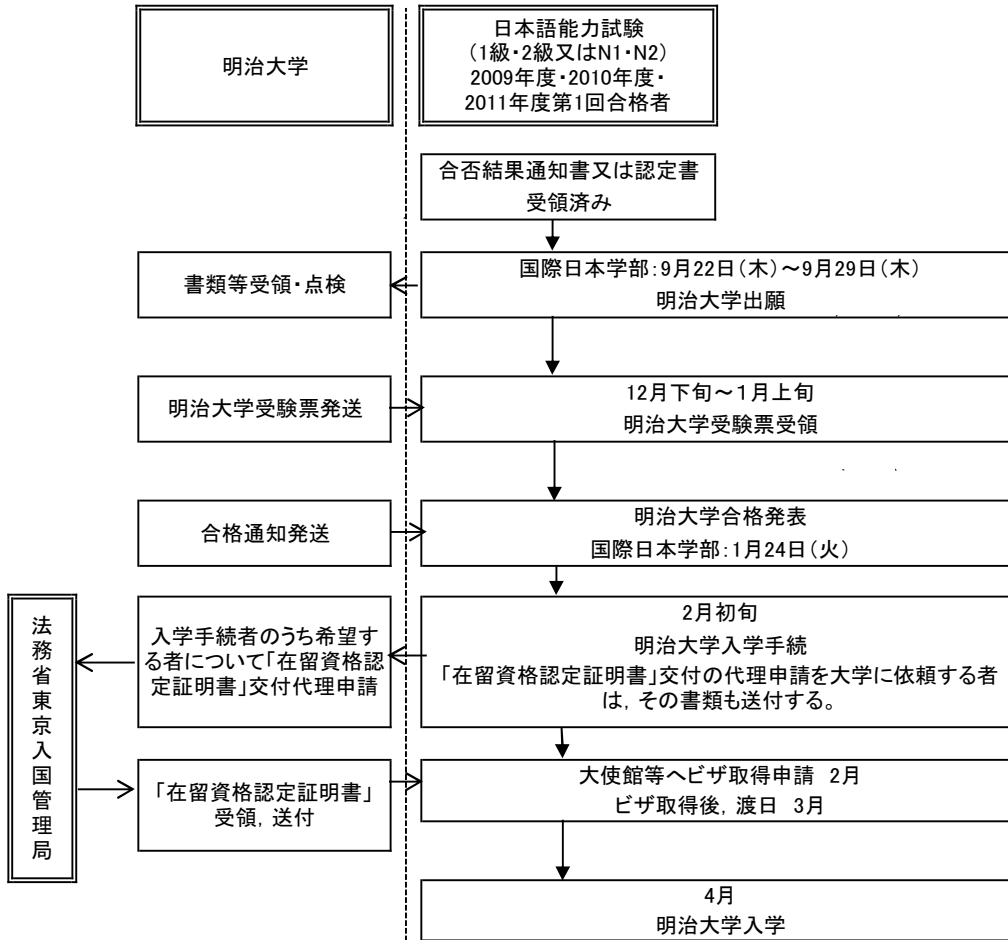 明治大学
日本語能力試験
(1級・2級又はN1・N2)
2009年度・2010年度・
2011年度第1回合格者
合否結果通知書又は認定書
受領済み
書類等受領・点検
国際日本学部:9月22日(木)～9月29日(木)
明治大学出願
明治大学受験票発送
12月下旬～1月上旬
明治大学受験票受領
合格通知発送
明治大学合格発表
国際日本学部:1月24日(火)
法務省東京入国管理局
入学手続者のうち希望す
る者について「在留資格認
定証明書」交付代理申請
2月初旬
明治大学入学手続
「在留資格認定証明書」交付の代理申請を大学に依頼する者
は，その書類も送付する。
「在留資格認定証明書」
受領，送付
大使館等へビザ取得申請 2月
ビザ取得後，渡日 3月
4月
明治大学入学